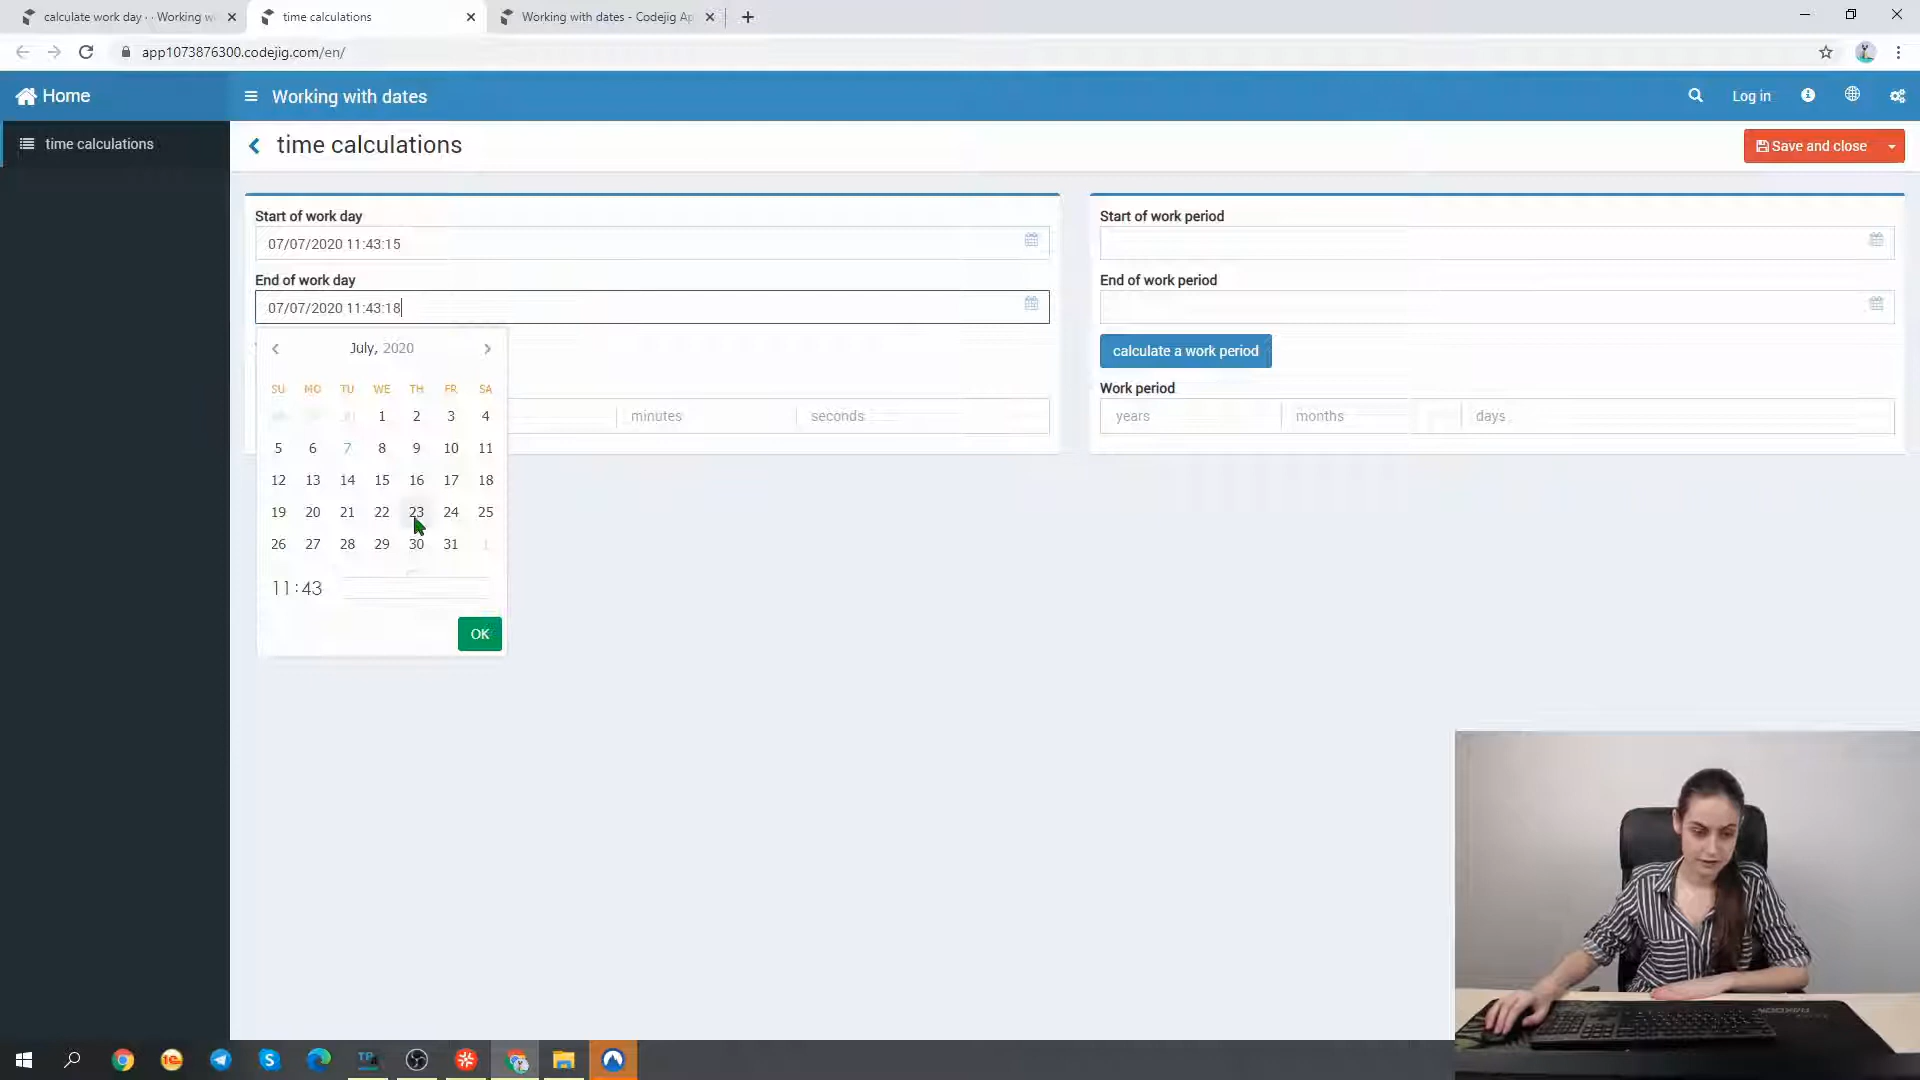 calculate work day · Working w
time calculations
Working with dates - Codejig Ap
app1073876300.codejig.com/en/
Home
Working with dates
Log in
time calculations
time calculations
Save and close
Start of work day
07/07/2020 11:43:15
End of work day
07/07/2020 11:43:18
July, 2020
SU MO TU WE TH FR SA
1 2 3 4
5 6 7 8 9 10 11
12 13 14 15 16 17 18
19 20 21 22 23 24 25
26 27 28 29 30 31 1
11:43
OK
minutes
seconds
Start of work period
End of work period
calculate a work period
Work period
years
months
days